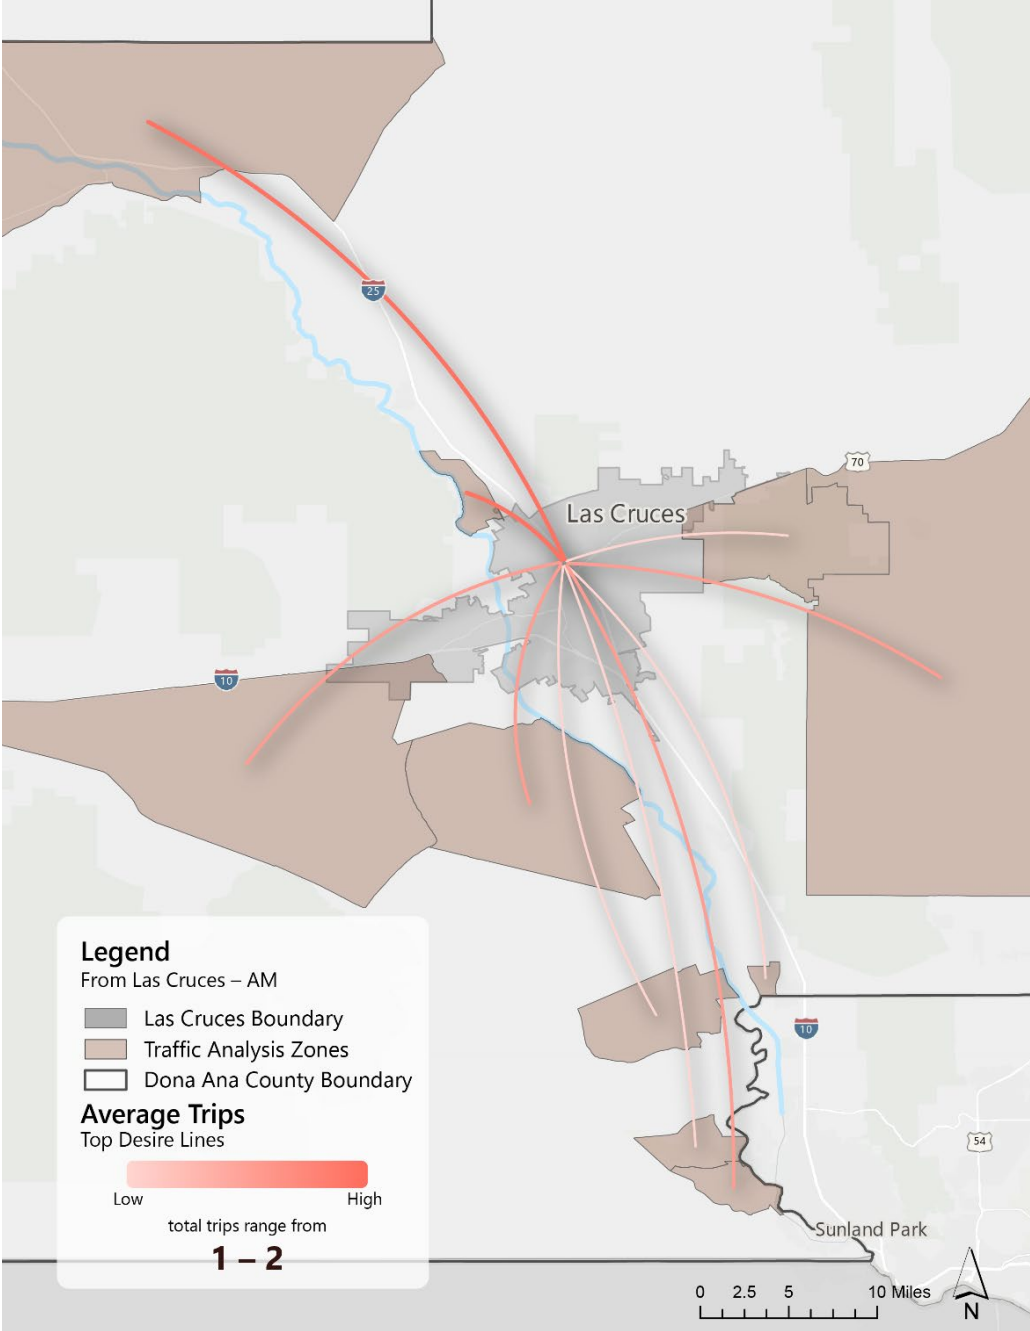 25
Las Cruces
70
10
Legend
From Las Cruces – AM
Las Cruces Boundary
Traffic Analysis Zones
Dona Ana County Boundary
Average Trips
Top Desire Lines
Low High
total trips range from
1 – 2
10
54
Sunland Park
0 2.5 5 10 Miles
N